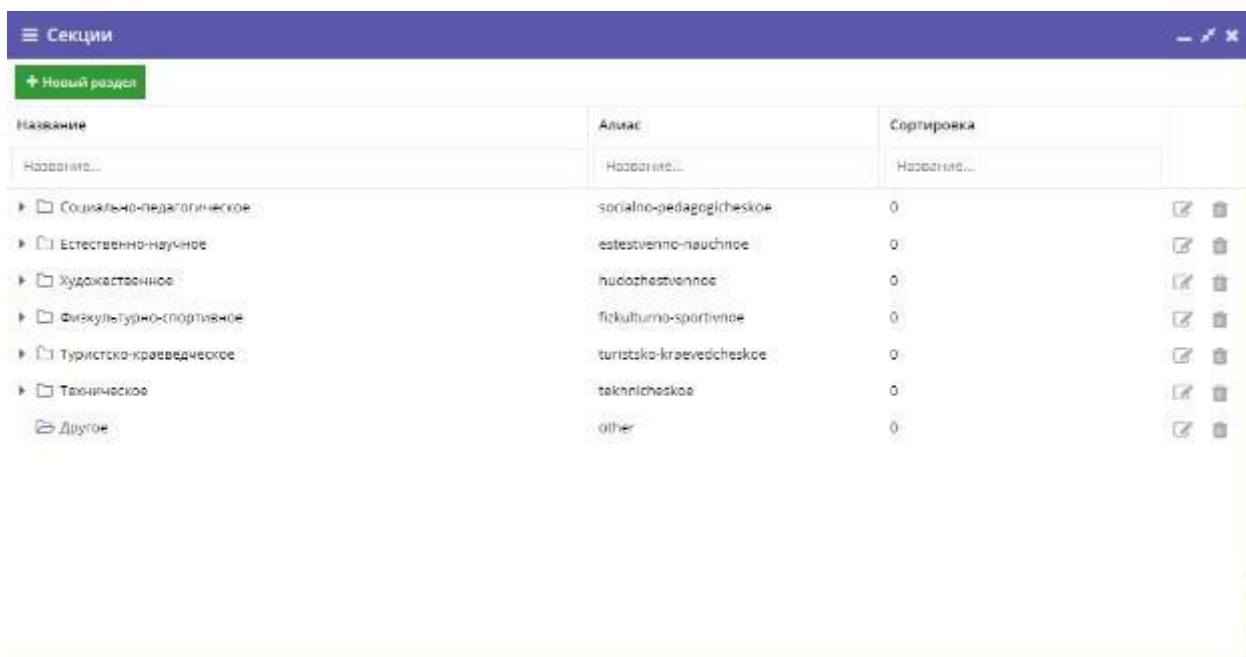 Секции
Новый раздел
Название Алиас Сортировка
Название... Название... Название...
Социально-педагогическое socialno-pedagogicheskoe 0
Естественно-научное estestvenno-nauchnoe 0
Художественное hudozhestvennoe 0
Физкультурно-спортивное fizkulturno-sportivnoe 0
Туристско-краеведческое turistsko-kraevedcheskoe 0
Техническое tekhnicheskoe 0
Другое other 0